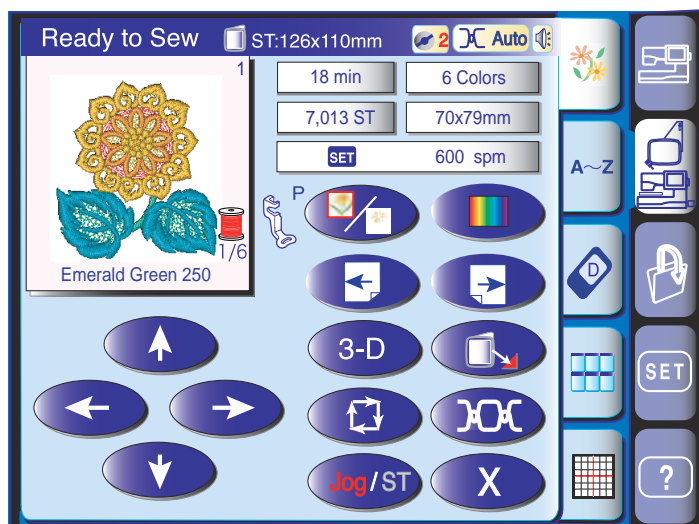 Ready to Sew ST:126x110mm 2 Auto
1
18 min 6 Colors
7,013 ST 70x79mm
SET 600 spm
A~Z
P
1/6
Emerald Green 250
D
3-D
SET
Jog/ST X
?